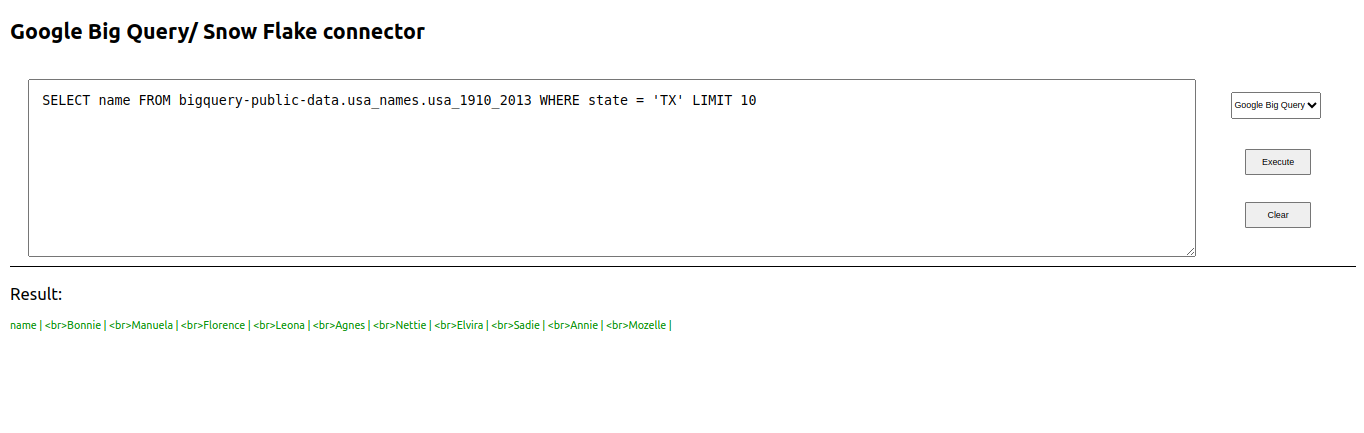 Google Big Query/ Snow Flake connector
SELECT name FROM bigquery-public-data.usa_names.usa_1910_2013 WHERE state = 'TX' LIMIT 10
Google Big Query
Execute
Clear
Result:
name | <br>Bonnie | <br>Manuela | <br>Florence | <br>Leona | <br>Agnes | <br>Nettie | <br>Elvira | <br>Sadie | <br>Annie | <br>Mozelle |